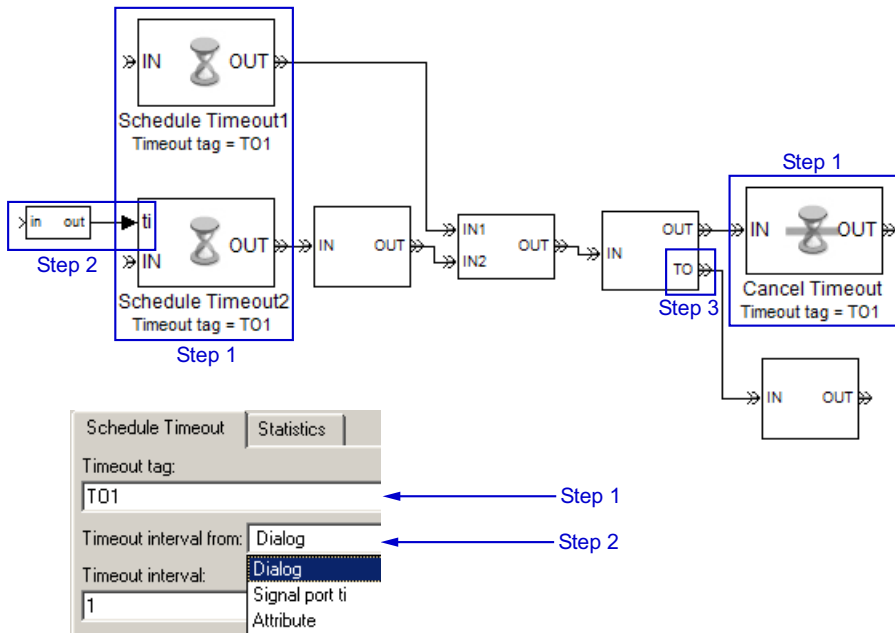 Step 1
IN OUT
Schedule Timeout1
Timeout tag = TO1
in out
ti
IN OUT
Step 2
Schedule Timeout2
Timeout tag = TO1
Step 1
IN OUT
IN1
IN2
OUT
IN
OUT
TO
Step 3
Step 1
IN OUT
Cancel Timeout
Timeout tag = TO1
IN OUT
Schedule Timeout Statistics
Timeout tag:
TO1
Step 1
Timeout interval from: Dialog
Step 2
Dialog
Timeout interval:
Signal port ti
1
Attribute